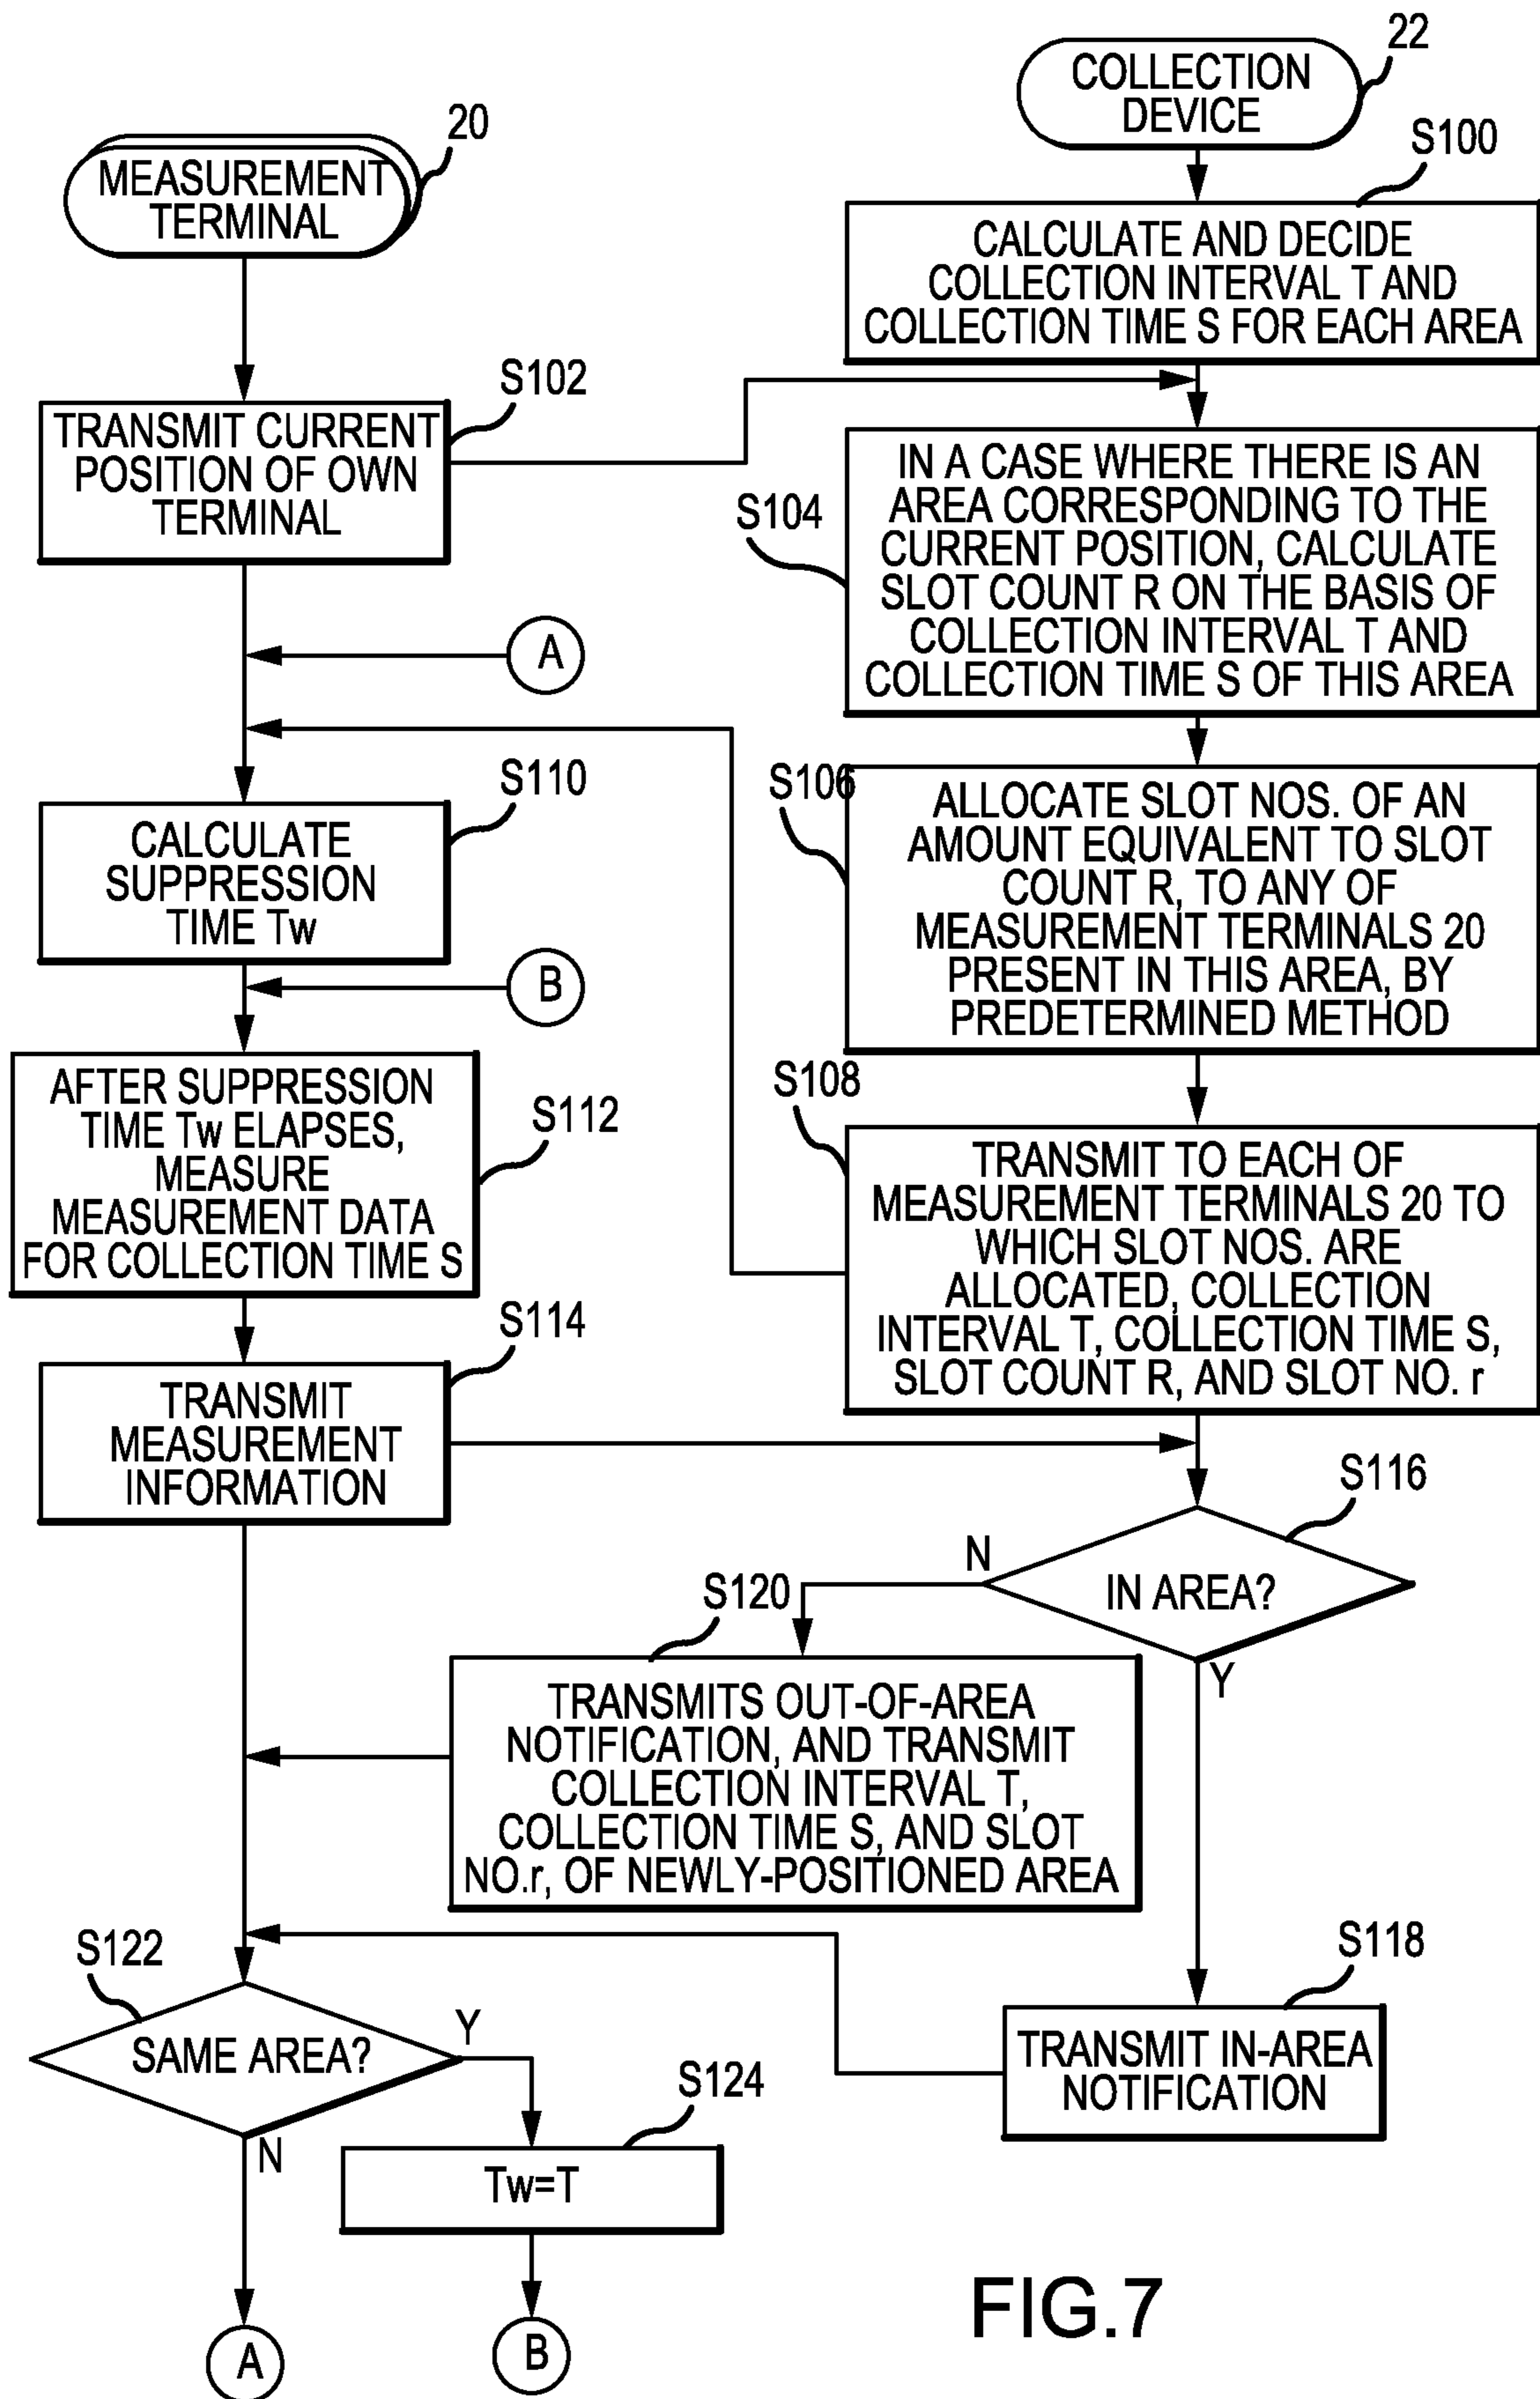 22
COLLECTION
DEVICE
20
MEASUREMENT
TERMINAL
S100
CALCULATE AND DECIDE
COLLECTION INTERVAL T AND
COLLECTION TIME S FOR EACH AREA
S102
TRANSMIT CURRENT
POSITION OF OWN
TERMINAL
S104
IN A CASE WHERE THERE IS AN
AREA CORRESPONDING TO THE
CURRENT POSITION, CALCULATE
SLOT COUNT R ON THE BASIS OF
COLLECTION INTERVAL T AND
COLLECTION TIME S OF THIS AREA
A
S106
ALLOCATE SLOT NOS. OF AN
AMOUNT EQUIVALENT TO SLOT
COUNT R, TO ANY OF
MEASUREMENT TERMINALS 20
PRESENT IN THIS AREA, BY
PREDETERMINED METHOD
S110
CALCULATE
SUPPRESSION
TIME Tw
B
S108
TRANSMIT TO EACH OF
MEASUREMENT TERMINALS 20 TO
WHICH SLOT NOS. ARE
ALLOCATED, COLLECTION
INTERVAL T, COLLECTION TIME S,
SLOT COUNT R, AND SLOT NO. r
S112
AFTER SUPPRESSION
TIME Tw ELAPSES,
MEASURE
MEASUREMENT DATA
FOR COLLECTION TIME S
S114
TRANSMIT
MEASUREMENT
INFORMATION
S116
IN AREA?
N
Y
S120
TRANSMITS OUT-OF-AREA
NOTIFICATION, AND TRANSMIT
COLLECTION INTERVAL T,
COLLECTION TIME S, AND SLOT
NO.r, OF NEWLY-POSITIONED AREA
S118
TRANSMIT IN-AREA
NOTIFICATION
S122
SAME AREA?
Y
N
S124
Tw=T
A
B
FIG.7